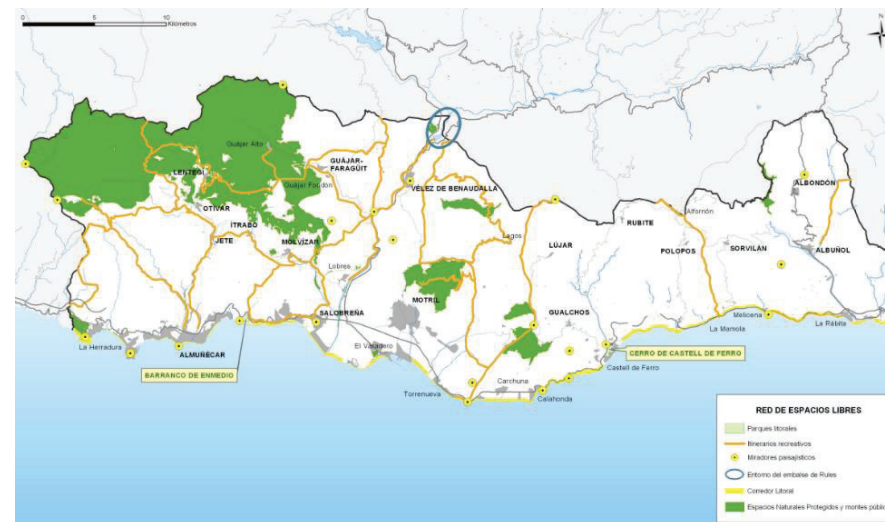 0 5 10
Kilómetros
N
Guájar Alto
GUÁJAR-
FARAGÜIT
LENTEGÍ
Guájar Fondón
VÉLEZ DE BENAUDALLA
ALBONDÓN
OTÍVAR
ÍTRABO
JETE
MOLVÍZAR
Lobres
Lagos
LÚJAR
RUBITE
Alfornón
POLOPOS
SORVILÁN
ALBUÑOL
MOTRIL
SALOBREÑA
GUALCHOS
Melicena
La Rábita
La Mamola
La Herradura
ALMUÑÉCAR
El Varadero
CERRO DE CASTELL DE FERRO
Castell de Ferro
BARRANCO DE ENMEDIO
Carchuna
Calahonda
Torrenueva
RED DE ESPACIOS LIBRES
Parques litorales
Itinerarios recreativos
Miradores paisajísticos
Entorno del embalse de Rules
Corredor Litoral
Espacios Naturales Protegidos y montes públic